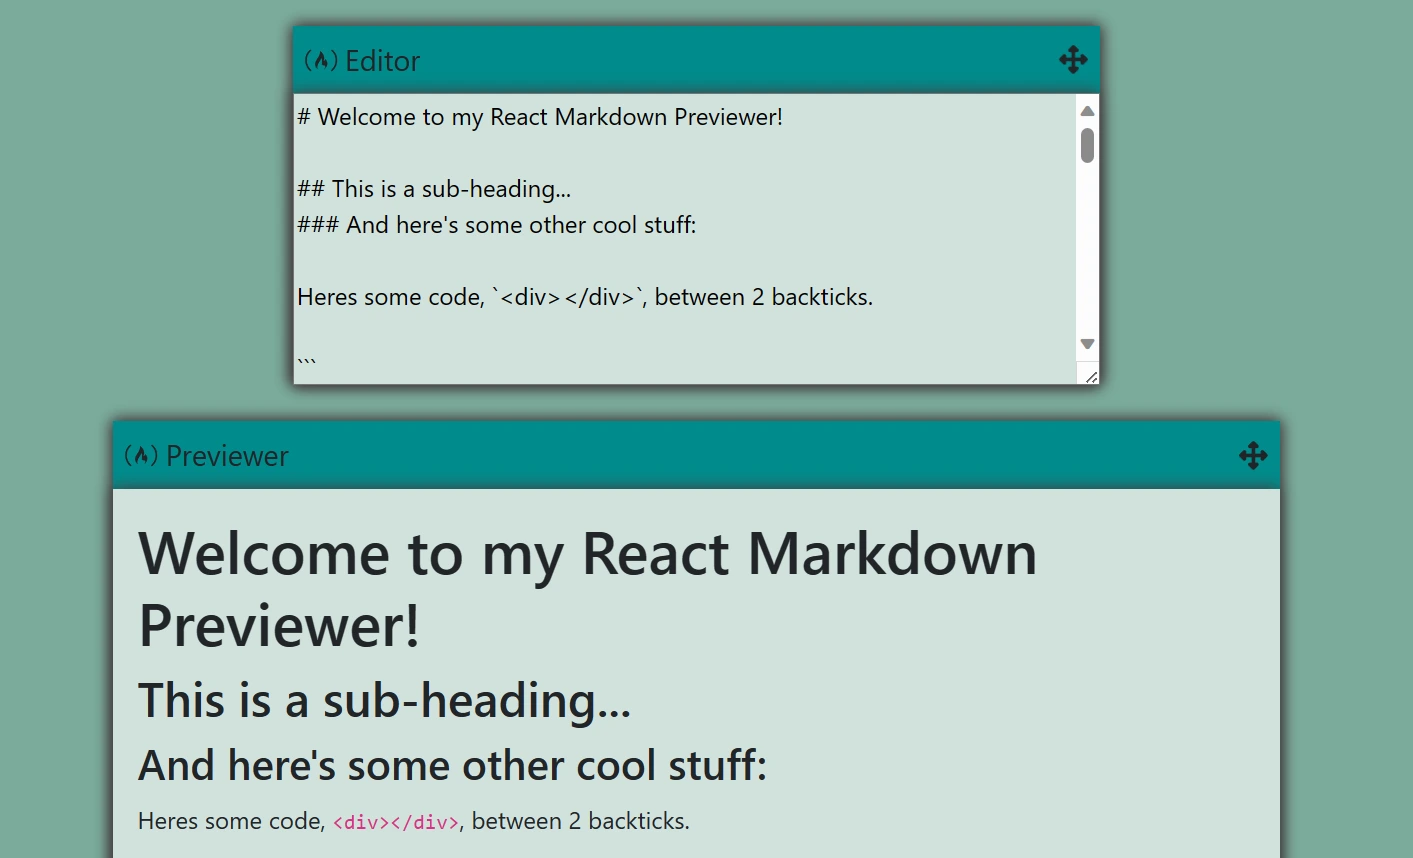 Editor
# Welcome to my React Markdown Previewer!
## This is a sub-heading...
### And here's some other cool stuff:
Heres some code, `<div></div>`, between 2 backticks.
```
Previewer
Welcome to my React Markdown
Previewer!
This is a sub-heading...
And here's some other cool stuff:
Heres some code, <div></div>, between 2 backticks.